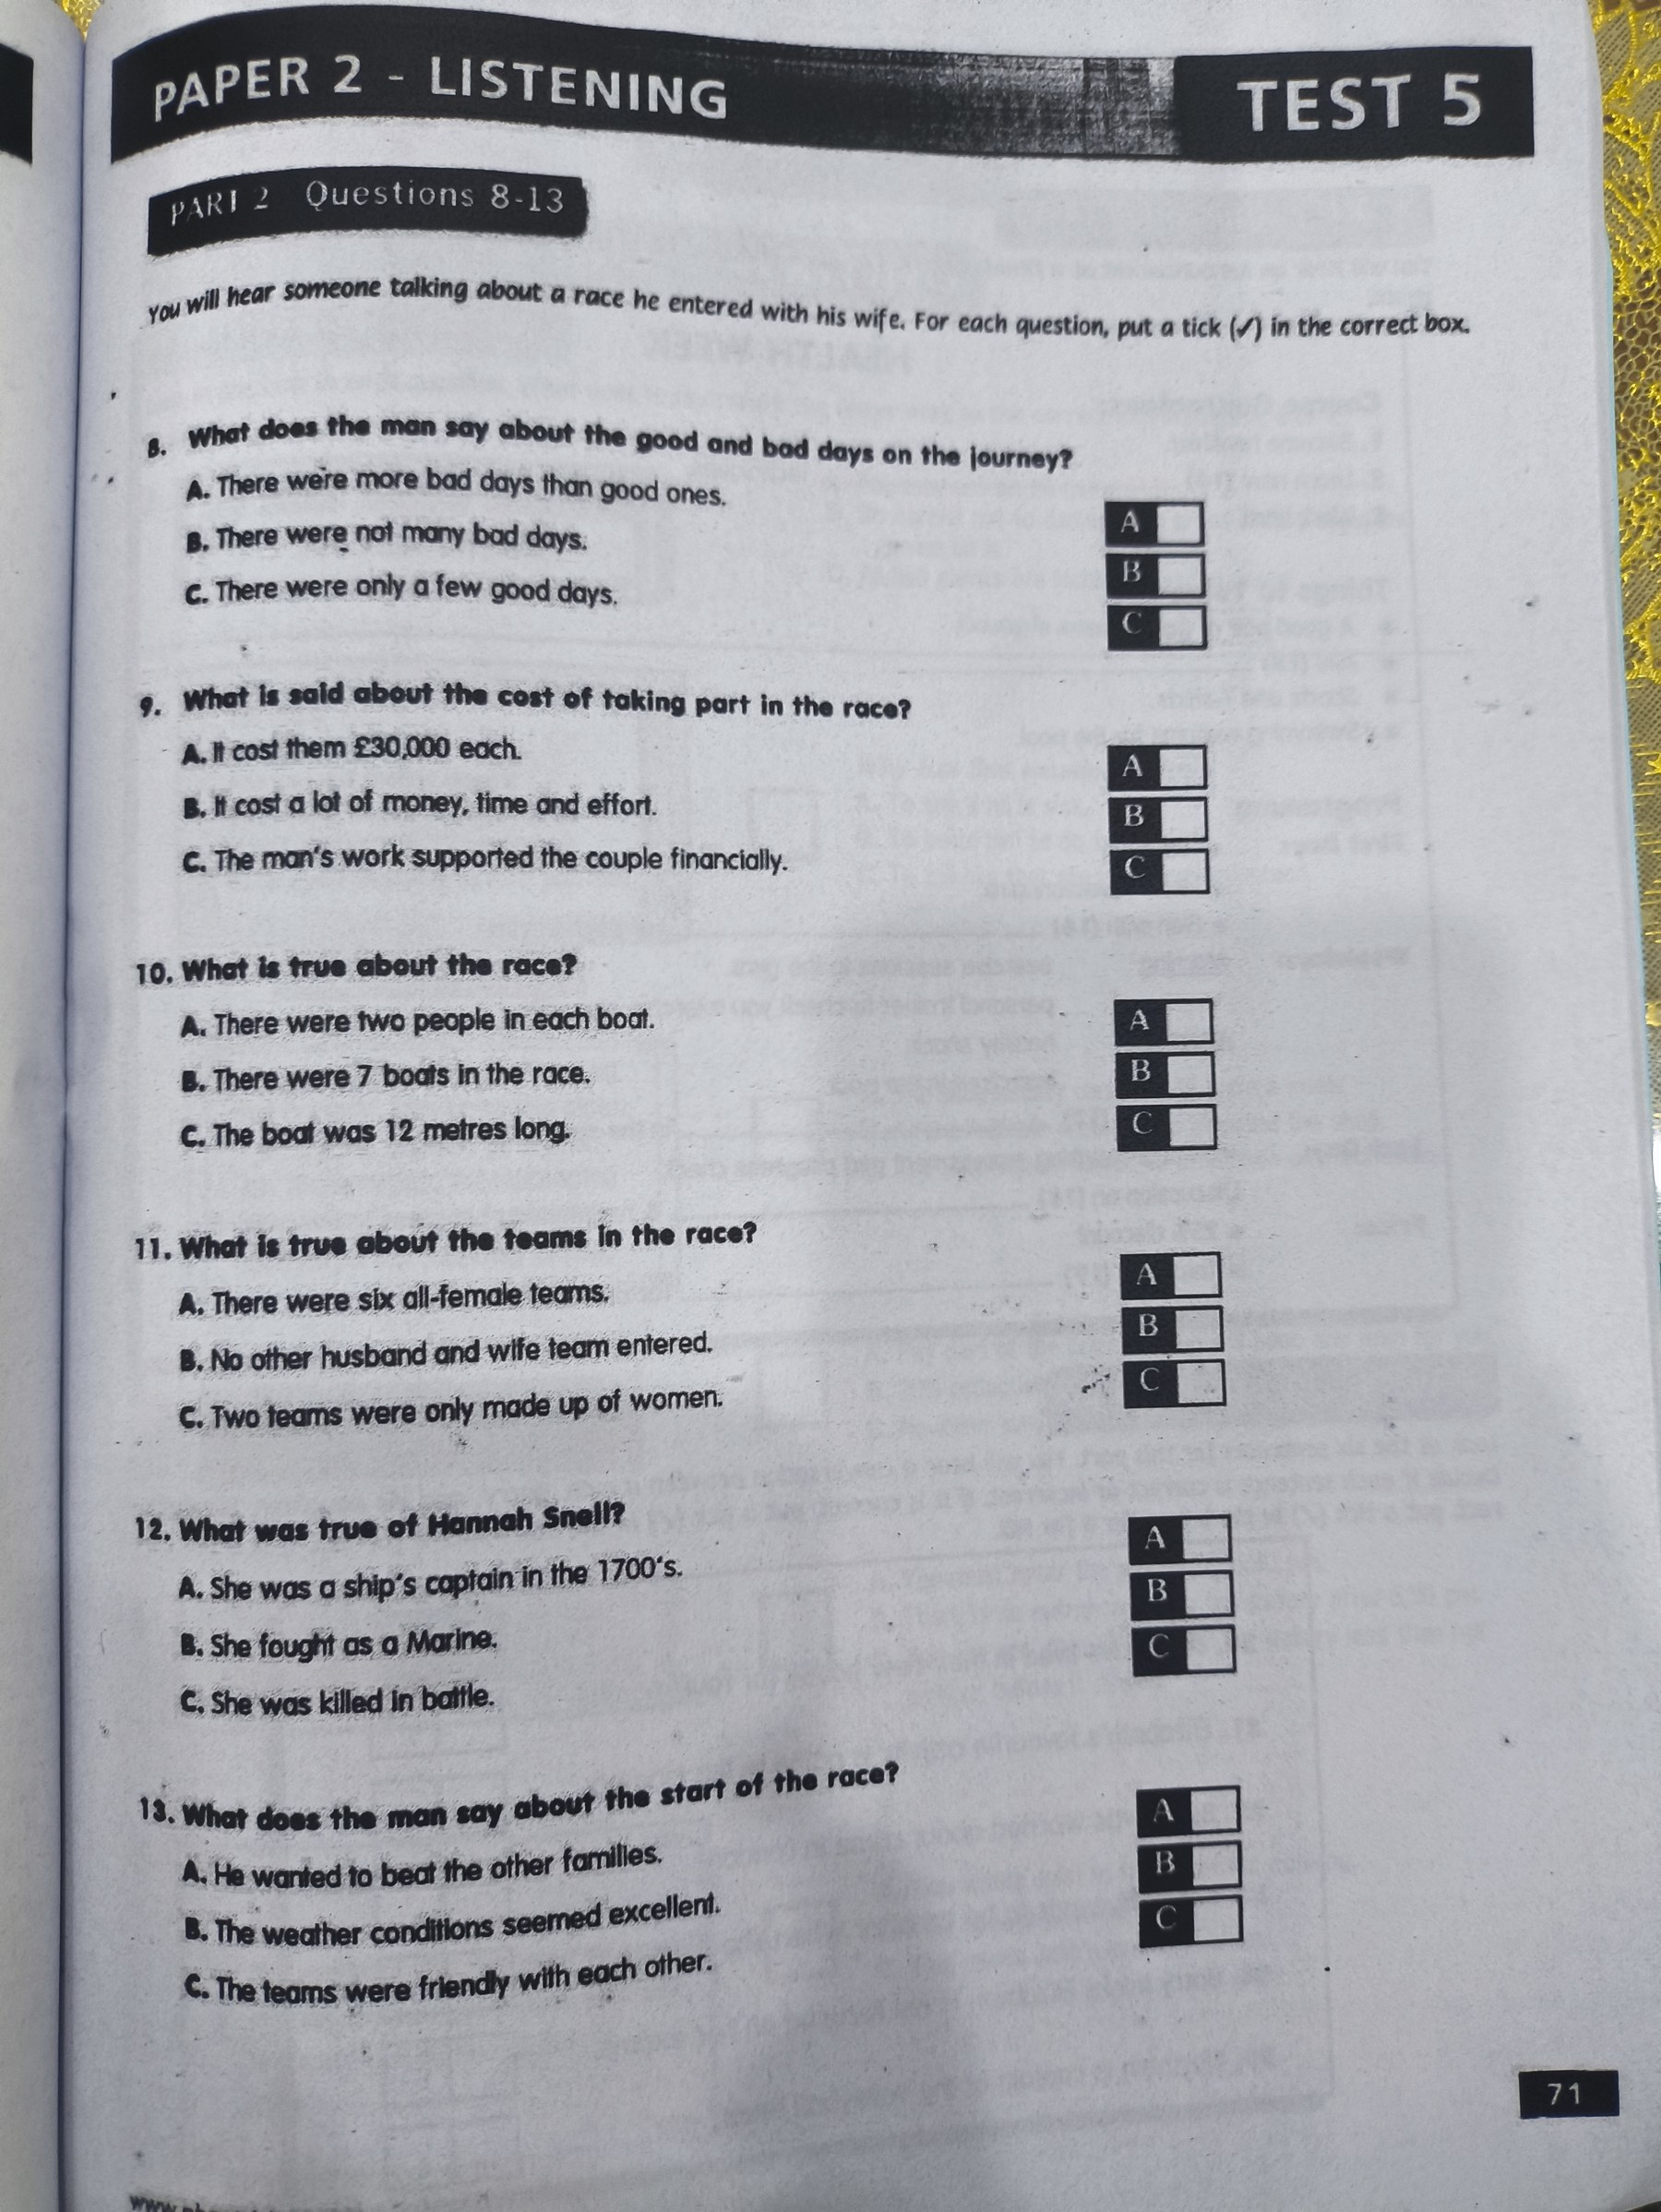 PAPER 2 - LISTENING
TEST 5
PART 2 Questions 8-13
You will hear someone talking about a race he entered with his wife. For each question, put a tick (✓) in the correct box.
8. What does the man say about the good and bad days on the journey?
A. There were more bad days than good ones.
B. There were not many bad days.
C. There were only a few good days.
A
B
C
9. What is said about the cost of taking part in the race?
A. It cost them £30,000 each.
B. It cost a lot of money, time and effort.
C. The man's work supported the couple financially.
A
B
C
10. What is true about the race?
A. There were two people in each boat.
B. There were 7 boats in the race.
C. The boat was 12 metres long.
A
B
C
11. What is true about the teams in the race?
A. There were six all-female teams.
B. No other husband and wife team entered.
C. Two teams were only made up of women.
A
B
C
12. What was true of Hannah Snell?
A. She was a ship's captain in the 1700's.
B. She fought as a Marine.
C. She was killed in battle.
A
B
C
13. What does the man say about the start of the race?
A. He wanted to beat the other families.
B. The weather conditions seemed excellent.
C. The teams were friendly with each other.
A
B
C
71